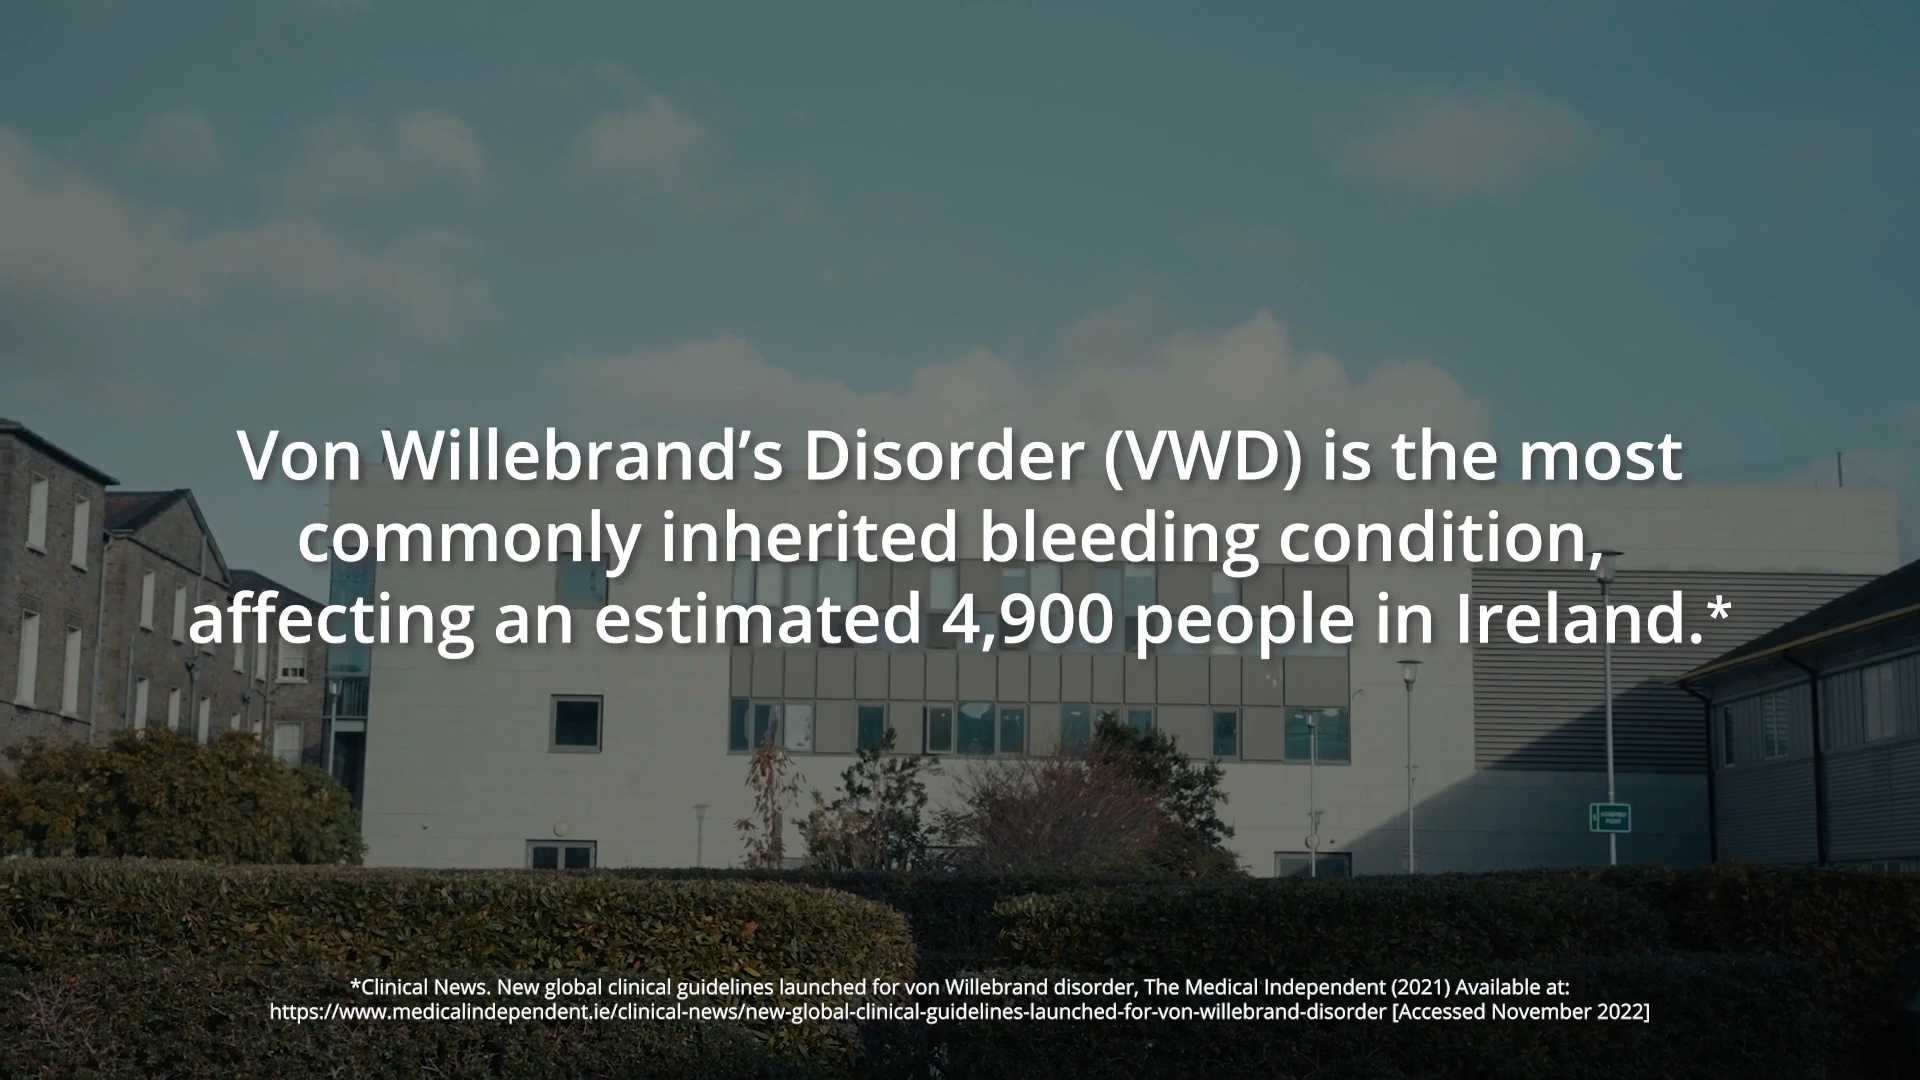 Von Willebrand’s Disorder (VWD) is the most
commonly inherited bleeding condition,
affecting an estimated 4,900 people in Ireland.*
ASSEMBLY
POINT
*Clinical News. New global clinical guidelines launched for von Willebrand disorder, The Medical Independent (2021) Available at:
https://www.medicalindependent.ie/clinical-news/new-global-clinical-guidelines-launched-for-von-willebrand-disorder [Accessed November 2022]